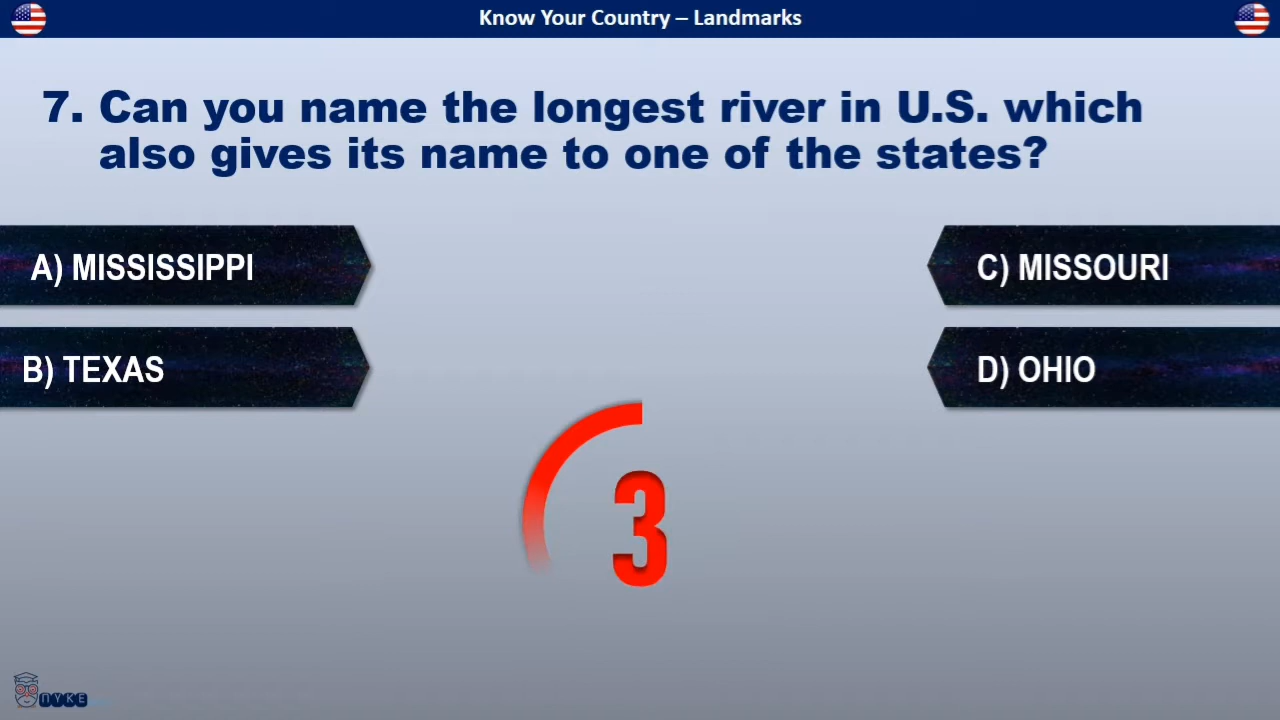 Know Your Country – Landmarks
7. Can you name the longest river in U.S. which
also gives its name to one of the states?
A) MISSISSIPPI
C) MISSOURI
B) TEXAS
D) OHIO
3
NYKE